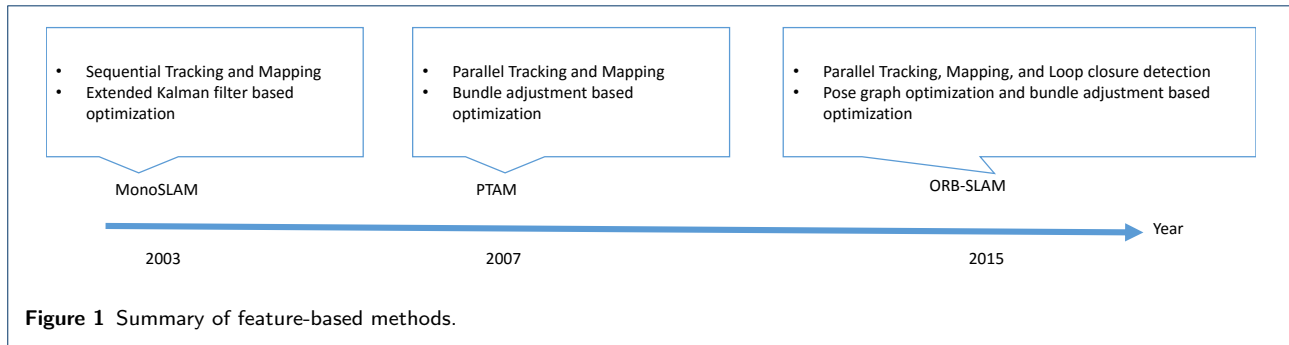 • Sequential Tracking and Mapping
• Extended Kalman filter based
optimization
• Parallel Tracking and Mapping
• Bundle adjustment based
optimization
• Parallel Tracking, Mapping, and Loop closure detection
• Pose graph optimization and bundle adjustment based
optimization
MonoSLAM
PTAM
ORB-SLAM
Year
2003
2007
2015
Figure 1 Summary of feature-based methods.